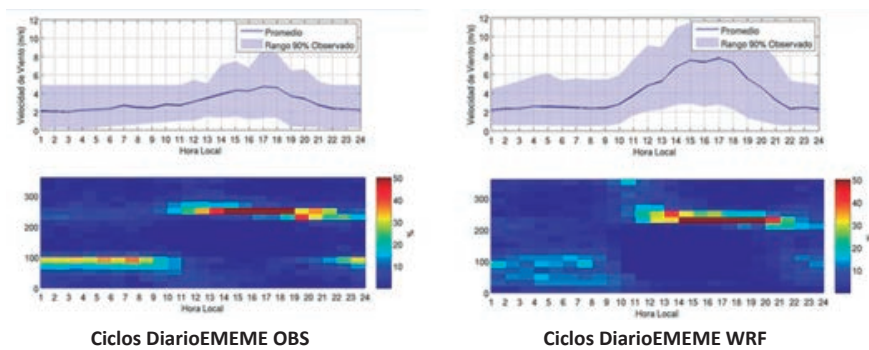 12
10
8
6
4
2
0
Velocidad de Viento (m/s)
Promedio
Rango 90% Observado
1 2 3 4 5 6 7 8 9 10 11 12 13 14 15 16 17 18 19 20 21 22 23 24
Hora Local
300
200
100
0
1 2 3 4 5 6 7 8 9 10 11 12 13 14 15 16 17 18 19 20 21 22 23 24
Hora Local
50
40
30
20
10
%
Ciclos DiarioEMEME OBS
12
10
8
6
4
2
0
Velocidad de Viento (m/s)
Promedio
Rango 90% Observado
1 2 3 4 5 6 7 8 9 10 11 12 13 14 15 16 17 18 19 20 21 22 23 24
Hora Local
300
200
100
0
1 2 3 4 5 6 7 8 9 10 11 12 13 14 15 16 17 18 19 20 21 22 23 24
Hora Local
50
40
30
20
10
%
Ciclos DiarioEMEME WRF